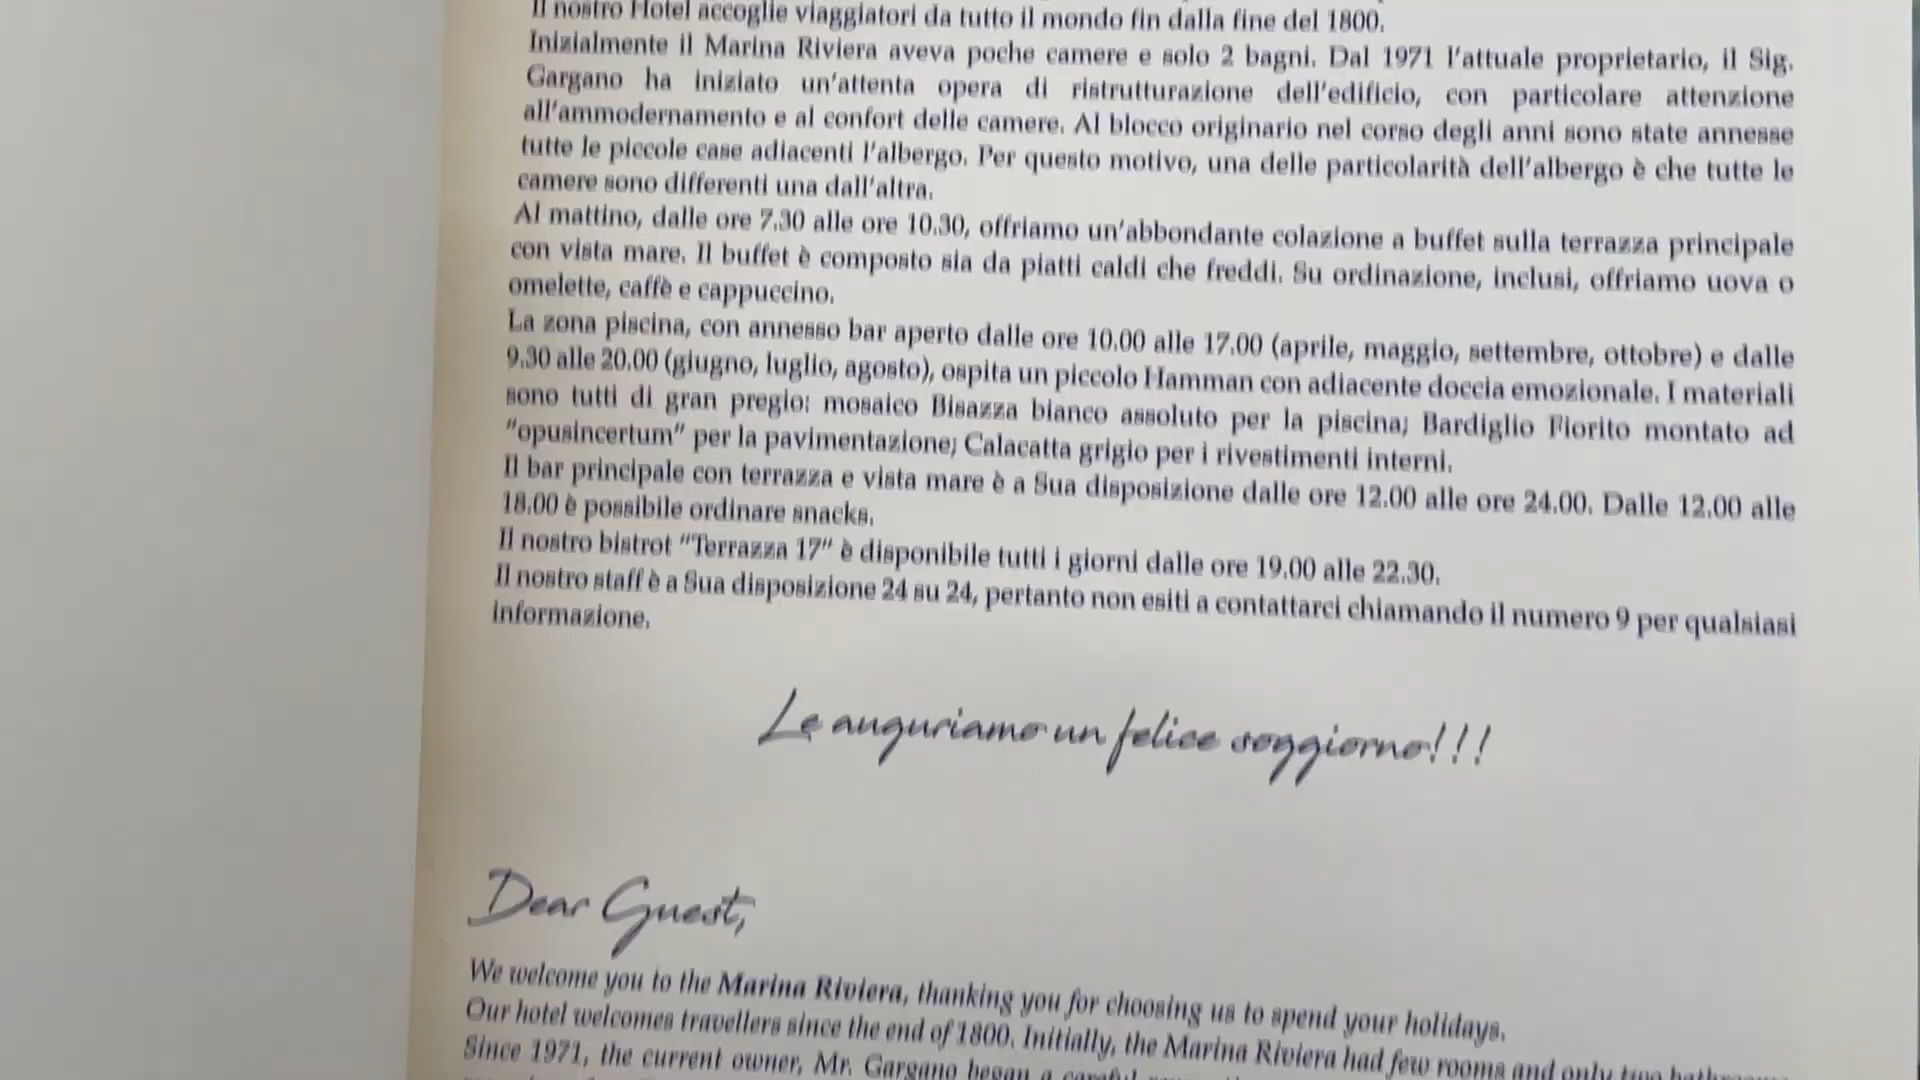 Il nostro Hotel accoglie viaggiatori da tutto il mondo fin dalla fine del 1800.
Inizialmente il Marina Riviera aveva poche camere e solo 2 bagni. Dal 1971 l'attuale proprietario, il Sig.
Gargano ha iniziato un'attenta opera di ristrutturazione dell'edificio, con particolare attenzione
all'ammodernamento e al confort delle camere. Al blocco originario nel corso degli anni sono state annesse
tutte le piccole case adiacenti l'albergo. Per questo motivo, una delle particolarità dell'albergo è che tutte le
camere sono differenti una dall'altra.
Al mattino, dalle ore 7.30 alle ore 10.30, offriamo un'abbondante colazione a buffet sulla terrazza principale
con vista mare. Il buffet è composto sia da piatti caldi che freddi. Su ordinazione, inclusi, offriamo uova o
omelette, caffè e cappuccino.
La zona piscina, con annesso bar aperto dalle ore 10.00 alle 17.00 (aprile, maggio, settembre, ottobre) e dalle
9.30 alle 20.00 (giugno, luglio, agosto), ospita un piccolo Hamman con adiacente doccia emozionale. I materiali
sono tutti di gran pregio: mosaico Bisazza bianco assoluto per la piscina; Bardiglio Fiorito montato ad
"opusincertum" per la pavimentazione; Calacatta grigio per i rivestimenti interni.
Il bar principale con terrazza e vista mare è a Sua disposizione dalle ore 12.00 alle ore 24.00. Dalle 12.00 alle
18.00 è possibile ordinare snacks.
Il nostro bistrot "Terrazza 17" è disponibile tutti i giorni dalle ore 19.00 alle 22.30.
Il nostro staff è a Sua disposizione 24 su 24, pertanto non esiti a contattarci chiamando il numero 9 per qualsiasi
informazione.
Le auguriamo un felice soggiorno!!!
Dear Guest,
We welcome you to the Marina Riviera, thanking you for choosing us to spend your holidays.
Our hotel welcomes travellers since the end of 1800. Initially, the Marina Riviera had few rooms and only two
Since 1971, the current owner, Mr. Gargano began a careful